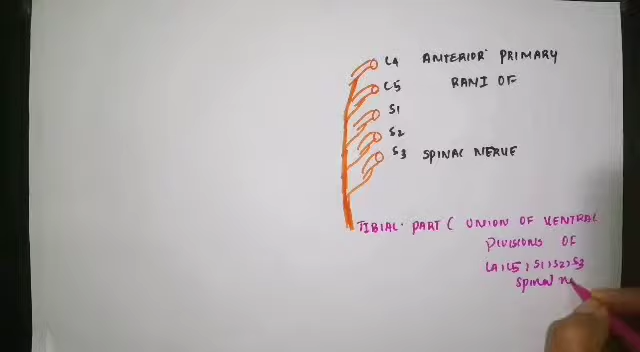 L4 ANTERIOR PRIMARY
L5 RAMI OF
S1
S2
S3 SPINAL NERVE
TIBIAL PART ( UNION OF VENTRAL
DIVISIONS OF
L4, L5, S1, S2, S3
spinal ne